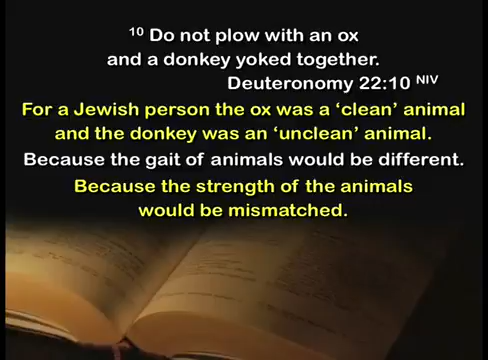 10 Do not plow with an ox
and a donkey yoked together.
Deuteronomy 22:10 NIV
For a Jewish person the ox was a ‘clean’ animal
and the donkey was an ‘unclean’ animal.
Because the gait of animals would be different.
Because the strength of the animals
would be mismatched.